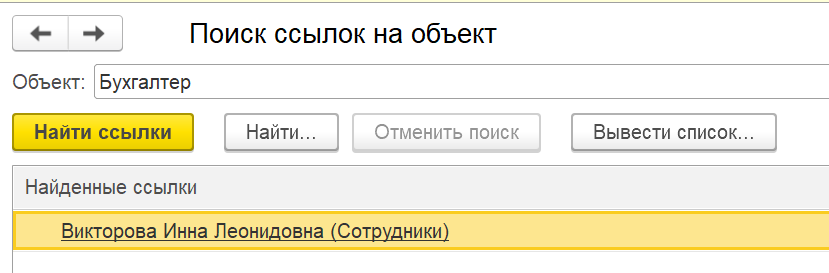 Поиск ссылок на объект
Объект: Бухгалтер
Найти ссылки Найти... Отменить поиск Вывести список...
Найденные ссылки
Викторова Инна Леонидовна (Сотрудники)